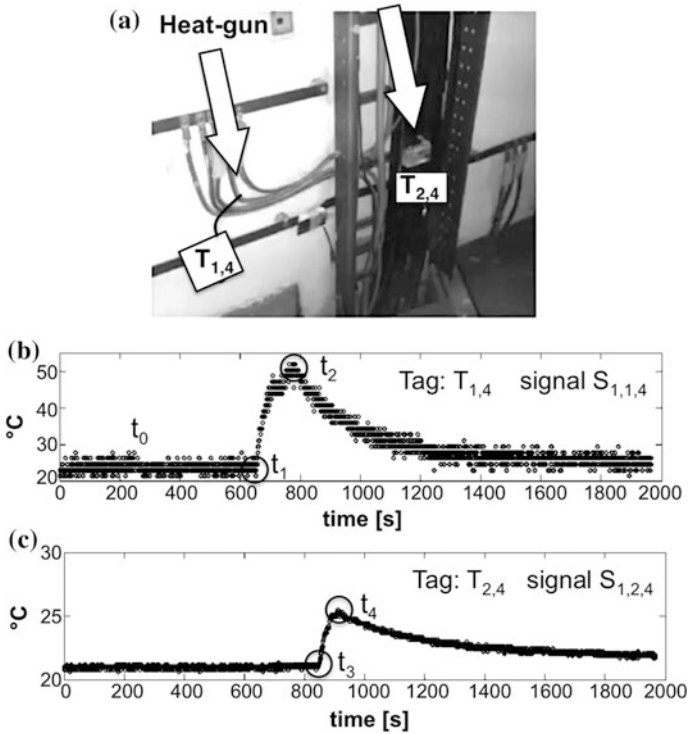 (a) Heat-gun
T1,4
T2,4
(b)
50
40
30
20
°C
t0
t1
t2
Tag: T1,4 signal S1,1,4
0 200 400 600 800 1000 1200 1400 1600 1800 2000
time [s]
(c)
30
25
20
°C
t3
t4
Tag: T2,4 signal S1,2,4
0 200 400 600 800 1000 1200 1400 1600 1800 2000
time [s]